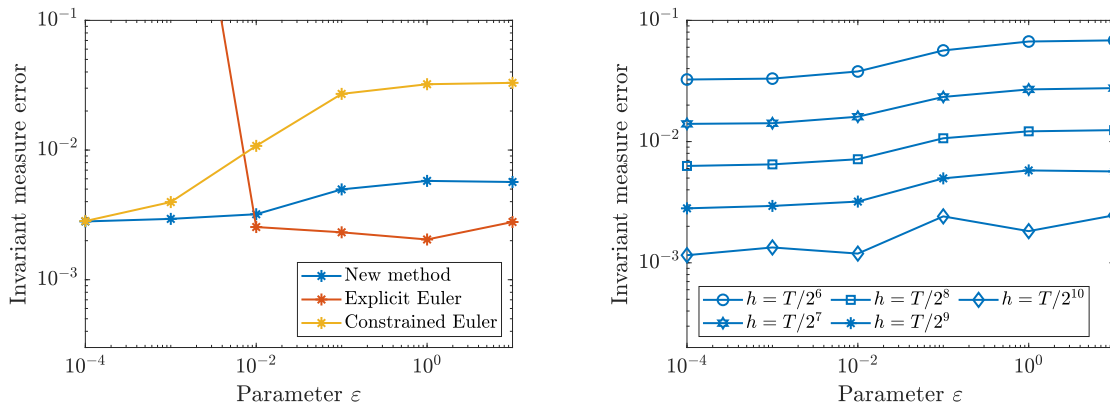 10^{-1}
10^{-2}
10^{-3}
Invariant measure error
New method
Explicit Euler
Constrained Euler
10^{-4}
10^{-2}
10^{0}
Parameter ε
10^{-1}
10^{-2}
10^{-3}
Invariant measure error
h = T/2^6
h = T/2^8
h = T/2^{10}
h = T/2^7
h = T/2^9
10^{-4}
10^{-2}
10^{0}
Parameter ε